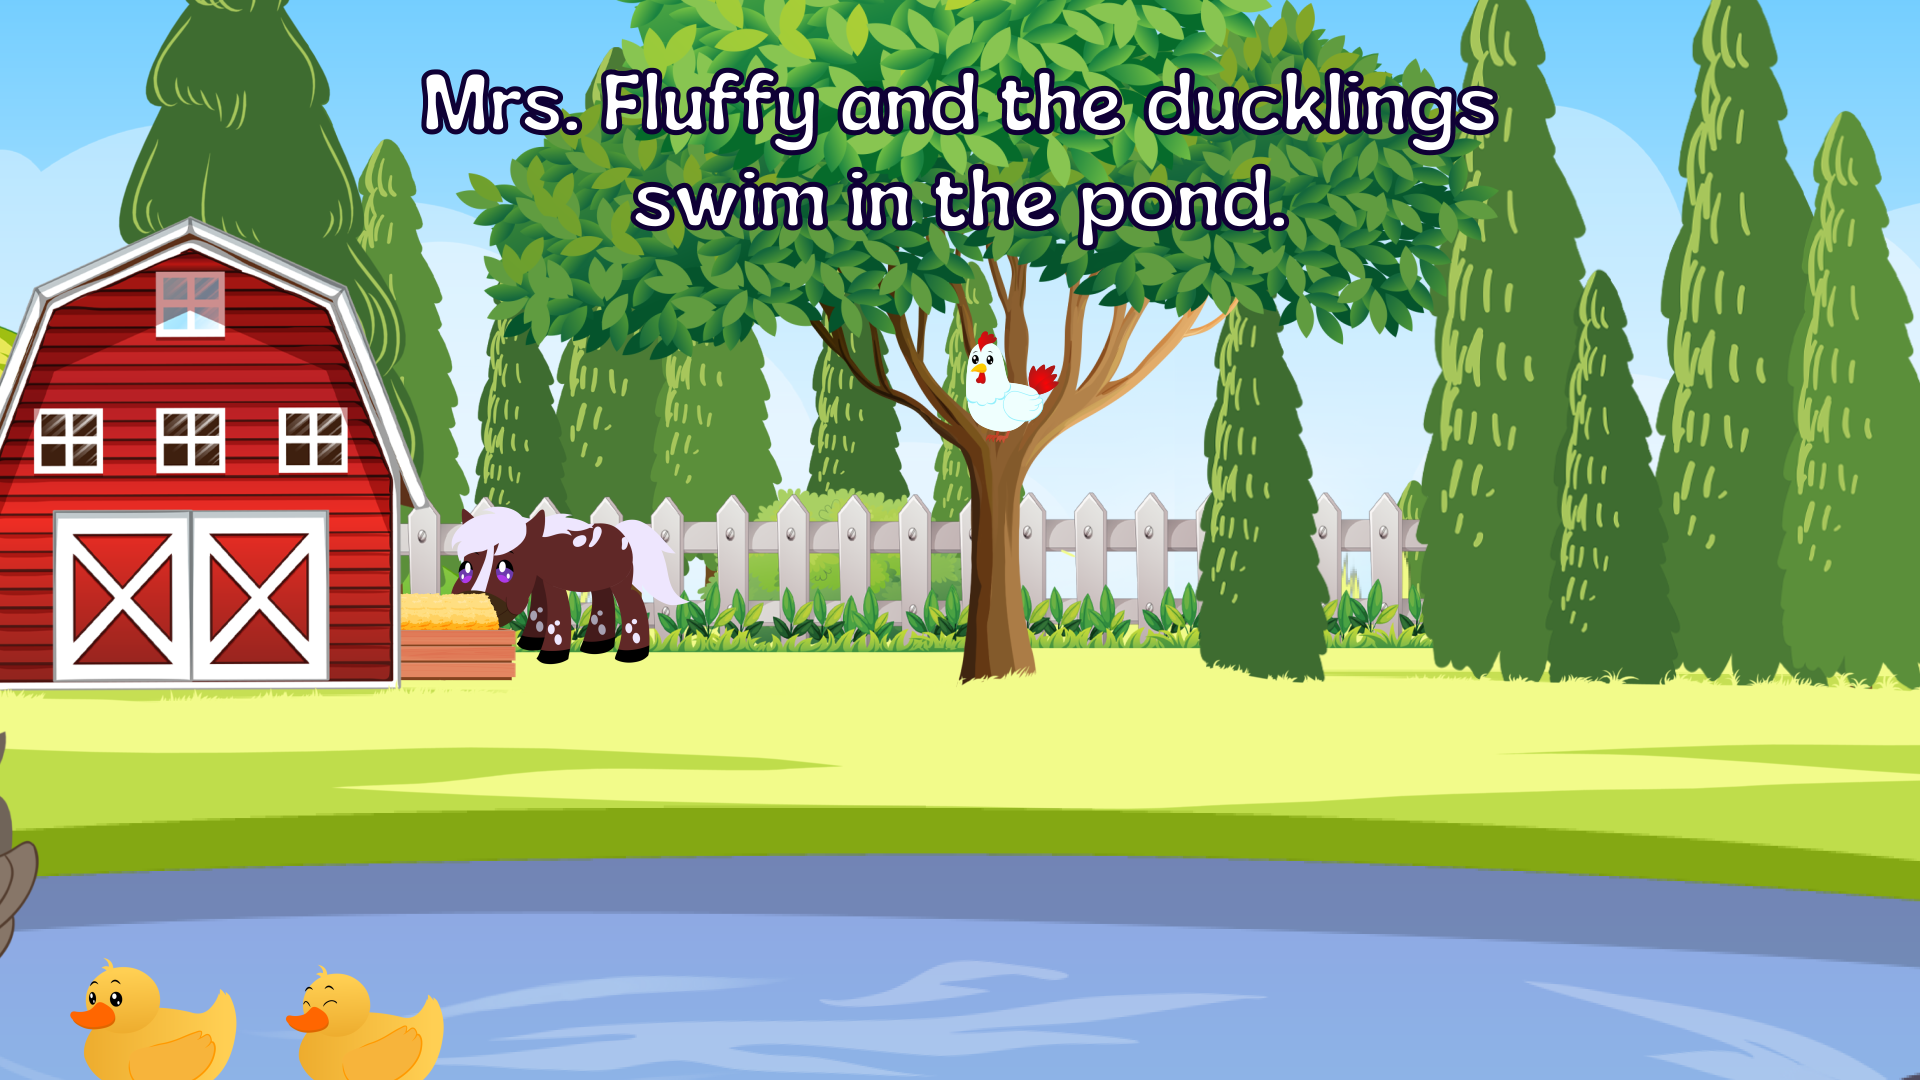 Mrs. Fluffy and the ducklings
swim in the pond.